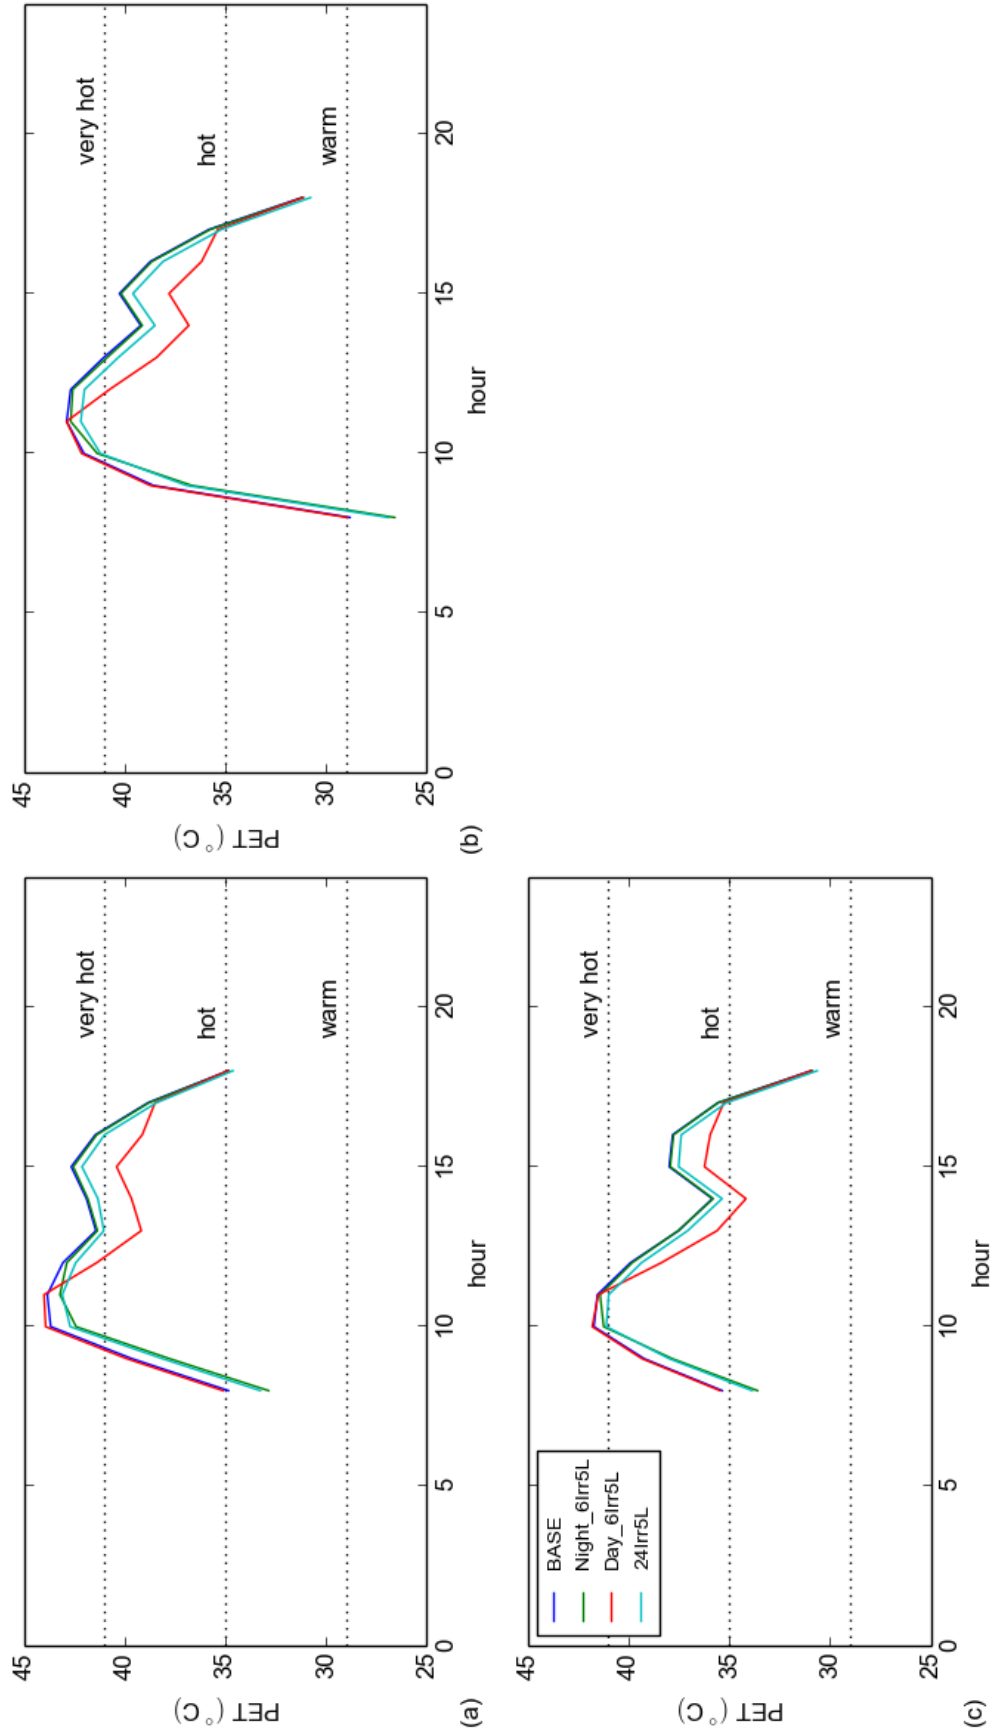 45
40
35
30
25
PET (°C)
very hot
hot
warm
0
5
10
15
20
hour
(a)
45
40
35
30
25
PET (°C)
very hot
hot
warm
0
5
10
15
20
hour
(b)
45
40
35
30
25
PET (°C)
BASE
Night_6Irr5L
Day_6Irr5L
24Irr5L
very hot
hot
warm
0
5
10
15
20
hour
(c)